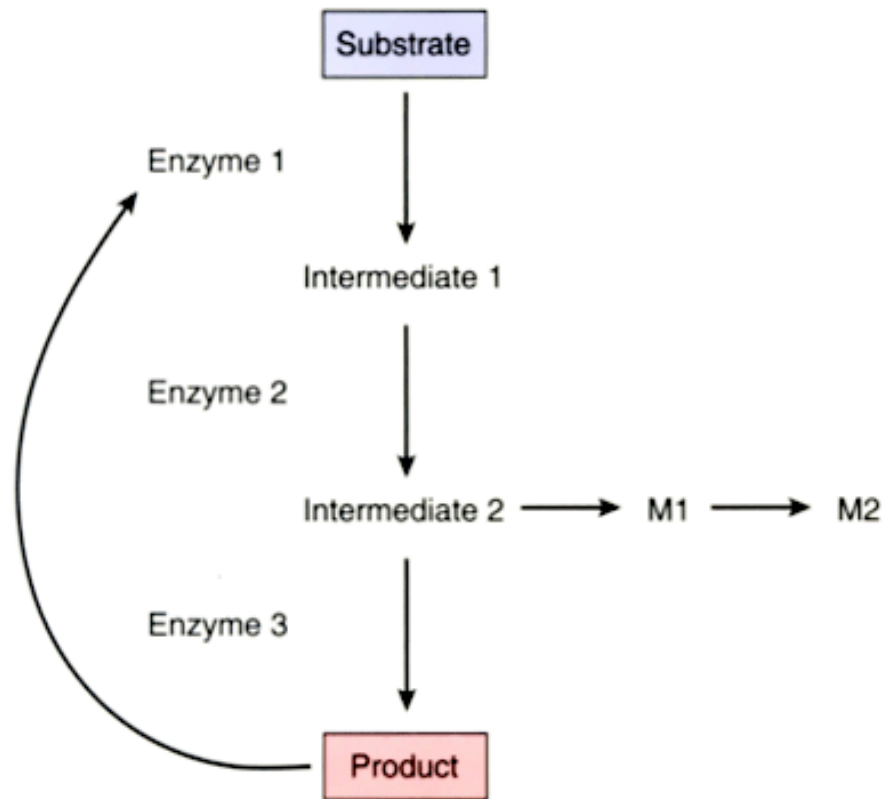 Substrate
Enzyme 1
Intermediate 1
Enzyme 2
Intermediate 2 M1 M2
Enzyme 3
Product